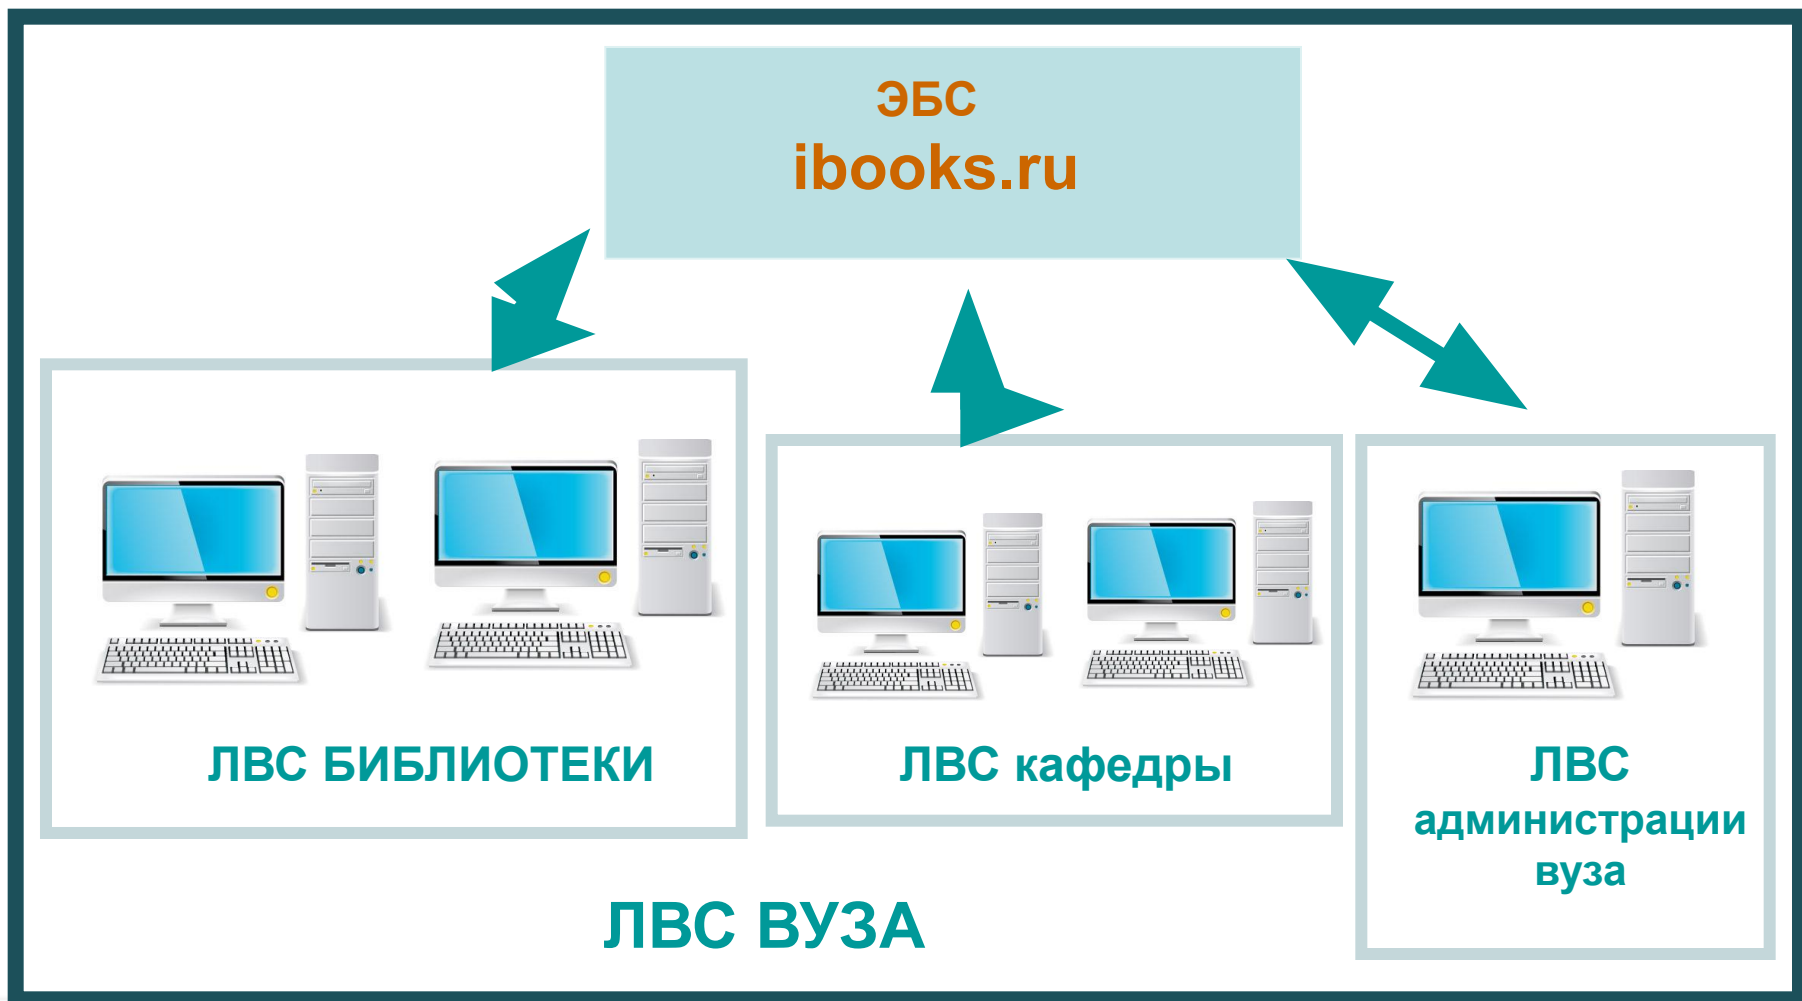 ЭБС
ibooks.ru
ЛВС БИБЛИОТЕКИ
ЛВС кафедры
ЛВС
администрации
вуза
ЛВС ВУЗА